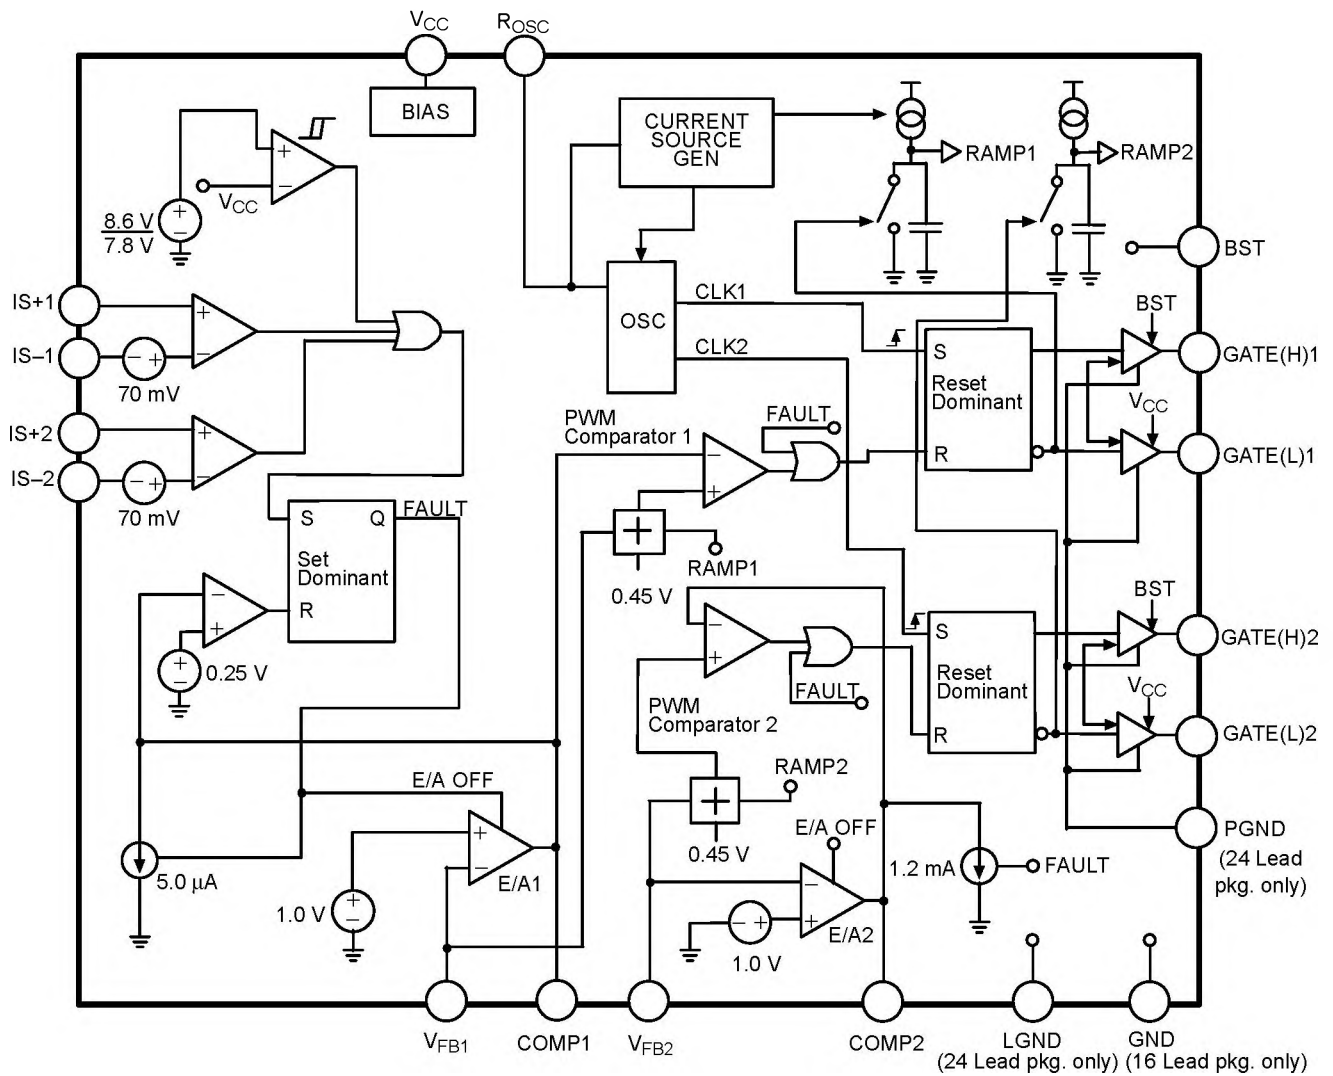 VCC
ROSC
BIAS
CURRENT
SOURCE
GEN
RAMP1
RAMP2
+
−
VCC
8.6 V
7.8 V
+
−
BST
IS+1
IS−1
− +
70 mV
+
−
OSC
CLK1
CLK2
S
Reset
Dominant
R
BST
GATE(H)1
VCC
GATE(L)1
IS+2
IS−2
− +
70 mV
+
−
PWM
Comparator 1
FAULT
−
+
+
RAMP1
0.45 V
S
Q
FAULT
Set
Dominant
R
−
+
+
−
0.25 V
−
+
FAULT
PWM
Comparator 2
S
Reset
Dominant
R
BST
GATE(H)2
VCC
GATE(L)2
RAMP2
+
0.45 V
E/A OFF
+
−
E/A1
5.0 µA
1.0 V
+
−
E/A OFF
−
+
E/A2
− +
1.0 V
1.2 mA
FAULT
PGND
(24 Lead
pkg. only)
VFB1
COMP1
VFB2
COMP2
LGND
(24 Lead pkg. only)
GND
(16 Lead pkg. only)